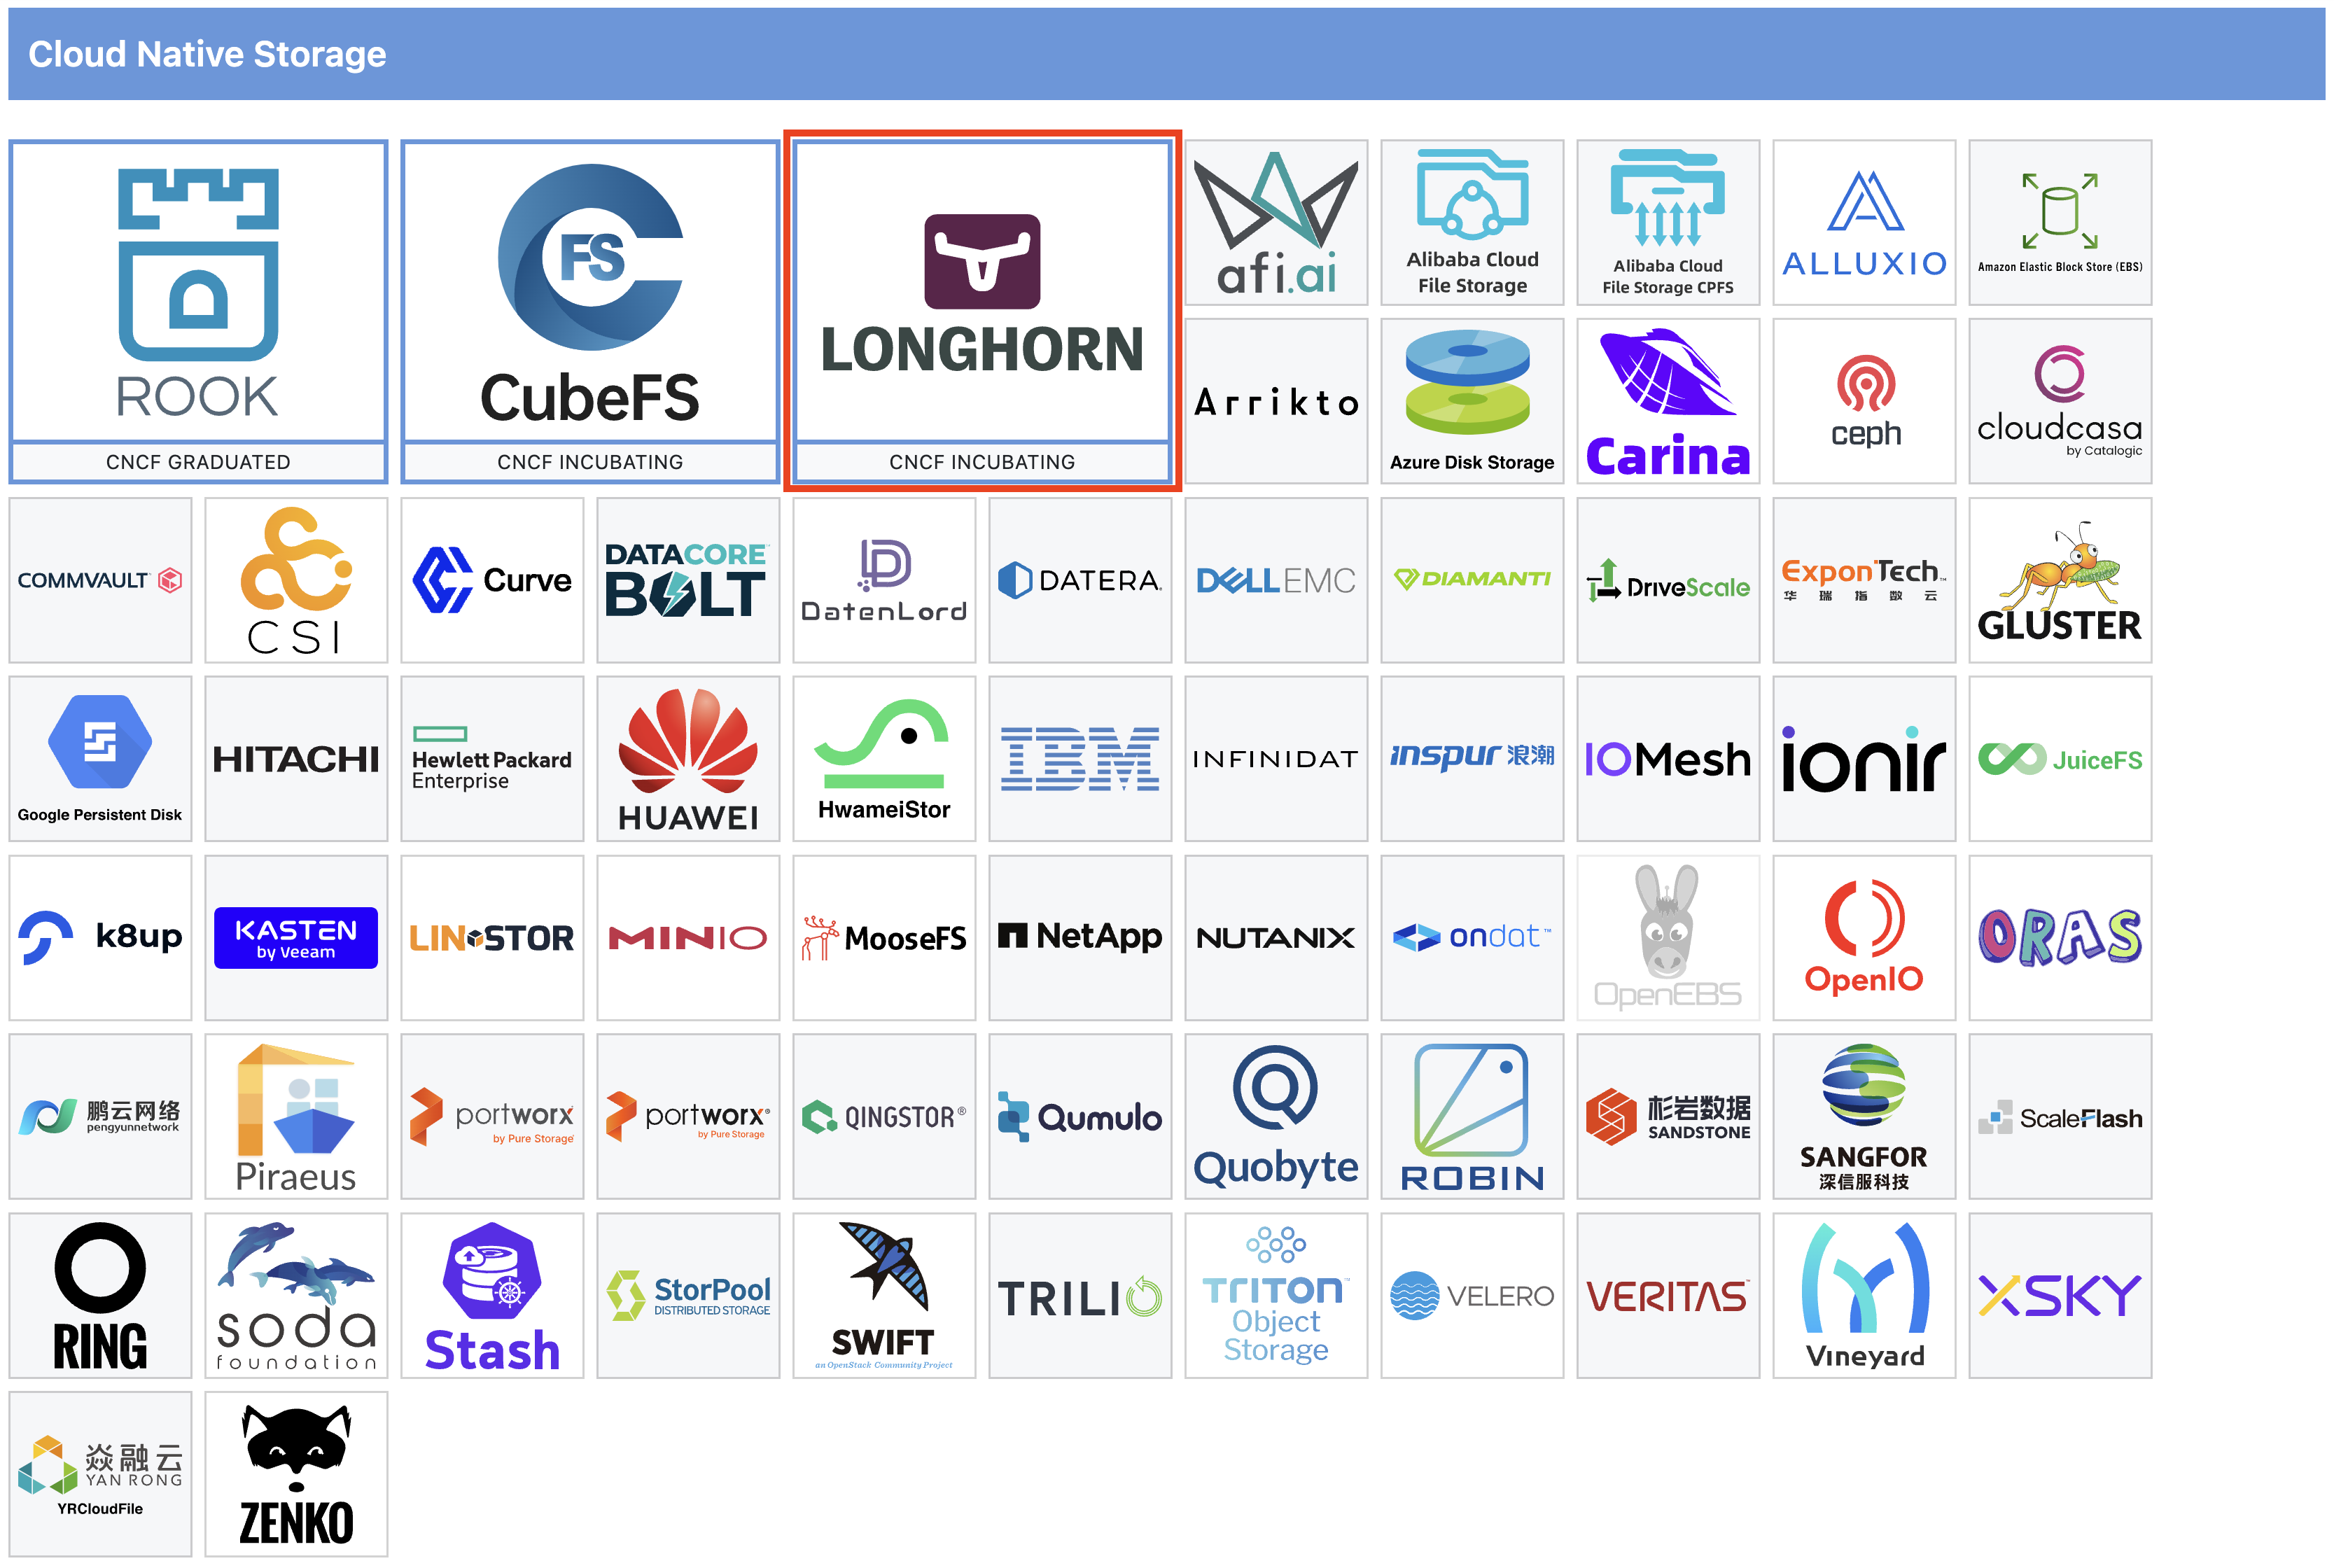 Cloud Native Storage
ROOK
CNCF GRADUATED
FS
CubeFS
CNCF INCUBATING
LONGHORN
CNCF INCUBATING
afi.ai
Alibaba Cloud
File Storage
Alibaba Cloud
File Storage CPFS
ALLUXIO
Amazon Elastic Block Store (EBS)
Arrikto
Azure Disk Storage
Carina
ceph
cloudcasa
by Catalogic
COMMVAULT
CSI
Curve
DATACORE
BOLT
DatenLord
DATERA
DELLEMC
DIAMANTI
DriveScale
ExponTech™
华瑞指数云
GLUSTER
Google Persistent Disk
HITACHI
Hewlett Packard
Enterprise
HUAWEI
HwameiStor
IBM
INFINIDAT
inspur 浪潮
IOMesh
ionir
JuiceFS
k8up
KASTEN
by Veeam
LINSTOR
MINIO
MooseFS
NetApp
NUTANIX
ondat™
OpenEBS
OpenIO
ORAS
鹏云网络
pengyunnetwork
Piraeus
portworx
by Pure Storage
portworx®
by Pure Storage
QINGSTOR®
Qumulo
Quobyte
ROBIN
杉岩数据
SANDSTONE
SANGFOR
深信服科技
ScaleFlash
RING
soda
foundation
Stash
StorPool
DISTRIBUTED STORAGE
SWIFT
an OpenStack Community Project
TRILIO
TRITON™
Object
Storage
VELERO
VERITAS™
Vineyard
XSKY
焱融云
YAN RONG
YRCloudFile
ZENKO